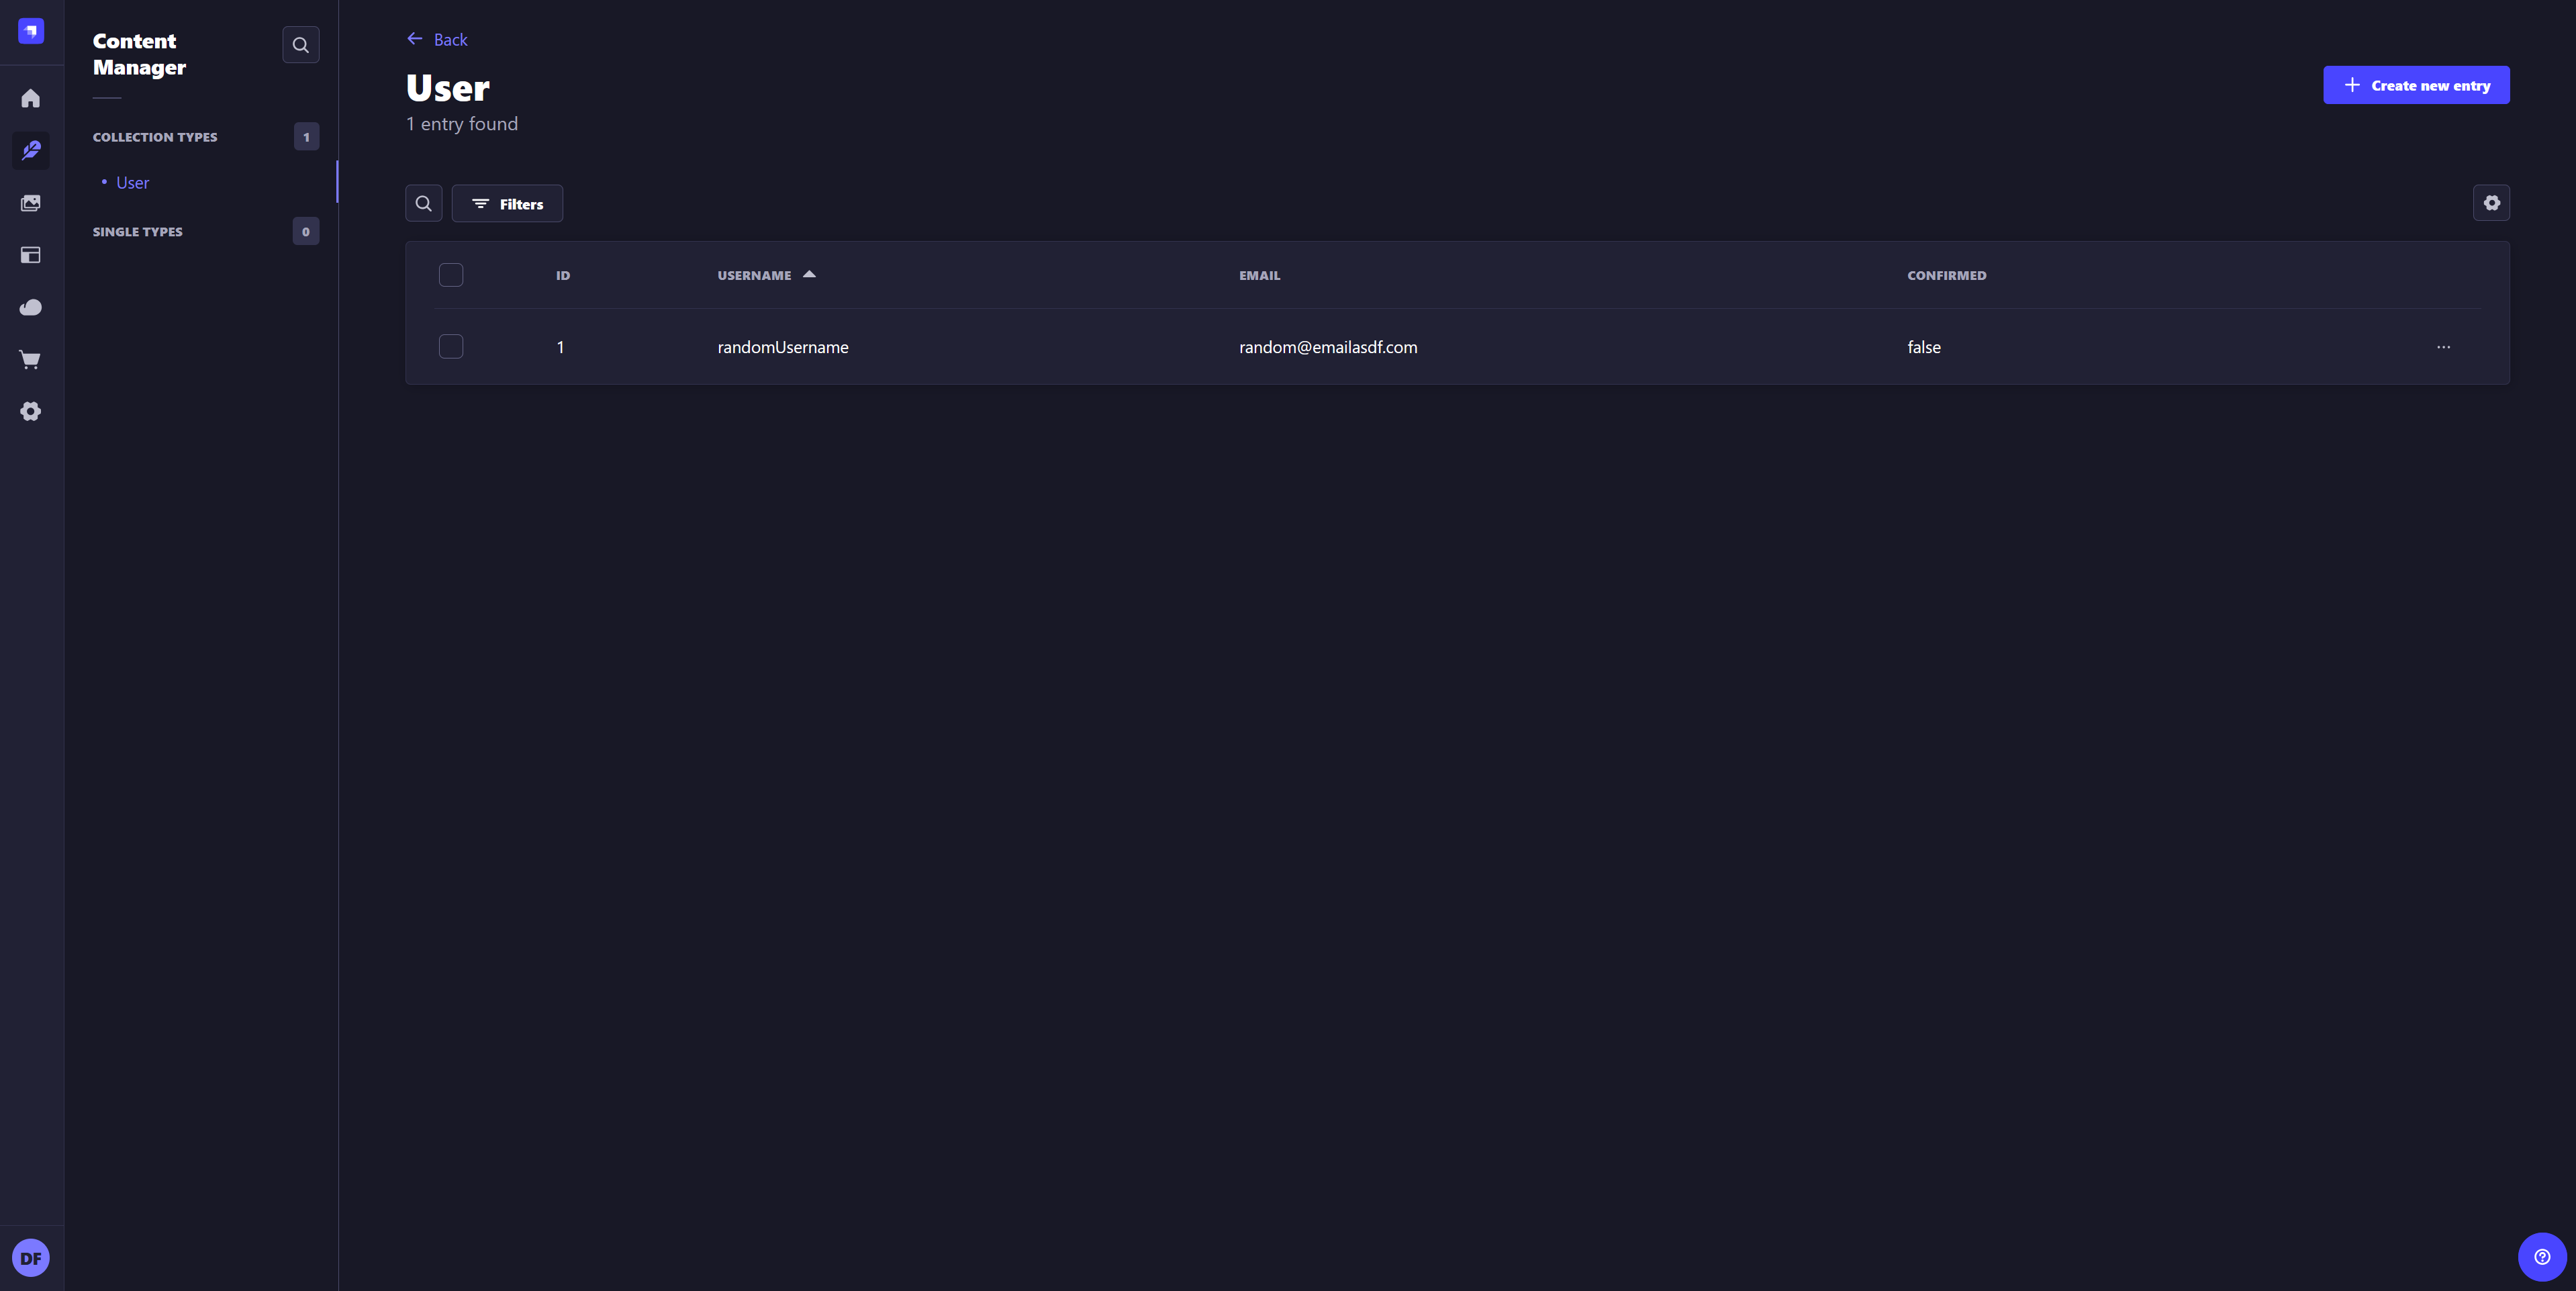 Content
Manager
COLLECTION TYPES 1
User
SINGLE TYPES 0
Back
User
1 entry found
Create new entry
Filters
ID USERNAME EMAIL CONFIRMED
1 randomUsername random@emailasdf.com false
DF